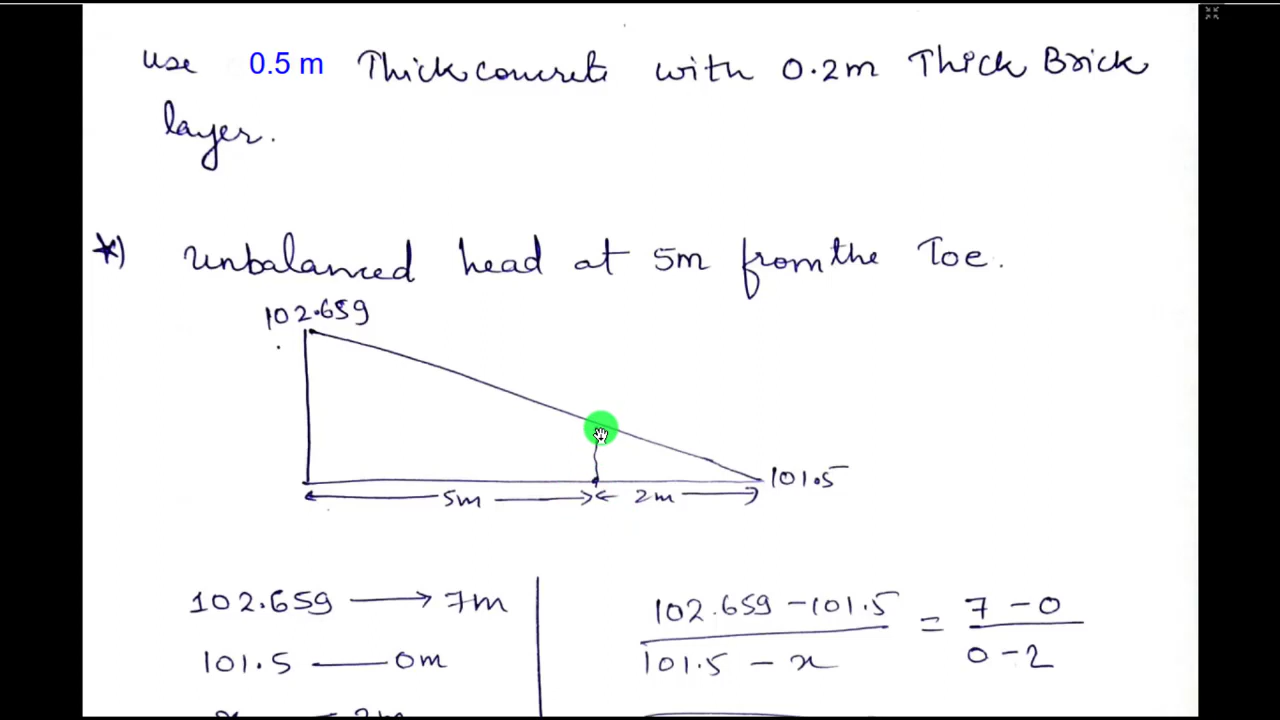 use 0.5 m Thick concrete with 0.2m Thick Brick
layer.
*) unbalanced head at 5m from the Toe.
102.659
101.5
5m 2m
102.659 → 7m
101.5 — 0m
102.659 - 101.5 / 101.5 - x = 7 - 0 / 0 - 2